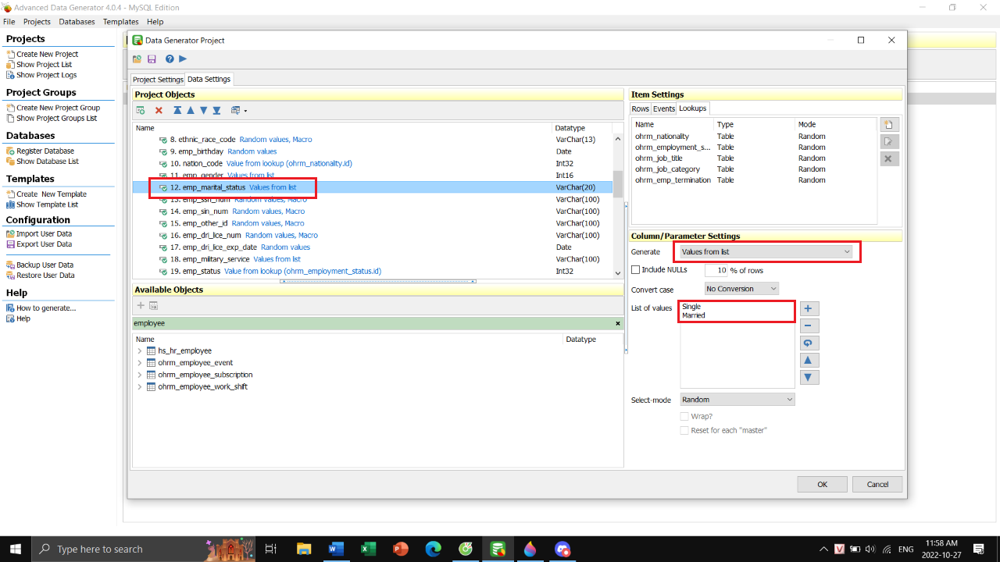 Advanced Data Generator 4.0.4 - MySQL Edition
File Projects Databases Templates Help
Projects
Create New Project
Show Project List
Show Project Logs
Project Groups
Create New Project Group
Show Project Groups List
Databases
Register Database
Show Database List
Templates
Create New Template
Show Template List
Configuration
Import User Data
Export User Data
Backup User Data
Restore User Data
Help
How to generate...
Help
Data Generator Project
Project Settings Data Settings
Project Objects
Name Datatype
8. ethnic_race_code Random values, Macro VarChar(13)
9. emp_birthday Random values Date
10. nation_code Value from lookup (ohrm_nationality.id) Int32
11. emp_gender Values from list Int16
12. emp_marital_status Values from list VarChar(20)
13. emp_ssn_num Random values, Macro VarChar(100)
14. emp_sin_num Random values, Macro VarChar(100)
15. emp_other_id Random values, Macro VarChar(100)
16. emp_dri_lice_num Random values, Macro VarChar(100)
17. emp_dri_lice_exp_date Random values Date
18. emp_military_service Values from list VarChar(100)
19. emp_status Value from lookup (ohrm_employment_status.id) Int32
Available Objects
employee
Name Datatype
hs_hr_employee
ohrm_employee_event
ohrm_employee_subscription
ohrm_employee_work_shift
Item Settings
Rows Events Lookups
Name Type Mode
ohrm_nationality Table Random
ohrm_employment_s... Table Random
ohrm_job_title Table Random
ohrm_job_category Table Random
ohrm_emp_termination Table Random
Column/Parameter Settings
Generate Values from list
Include NULLs 10 % of rows
Convert case No Conversion
List of values Single
Married
Select-mode Random
Wrap?
Reset for each "master"
OK Cancel
Type here to search
ENG
11:58 AM
2022-10-27